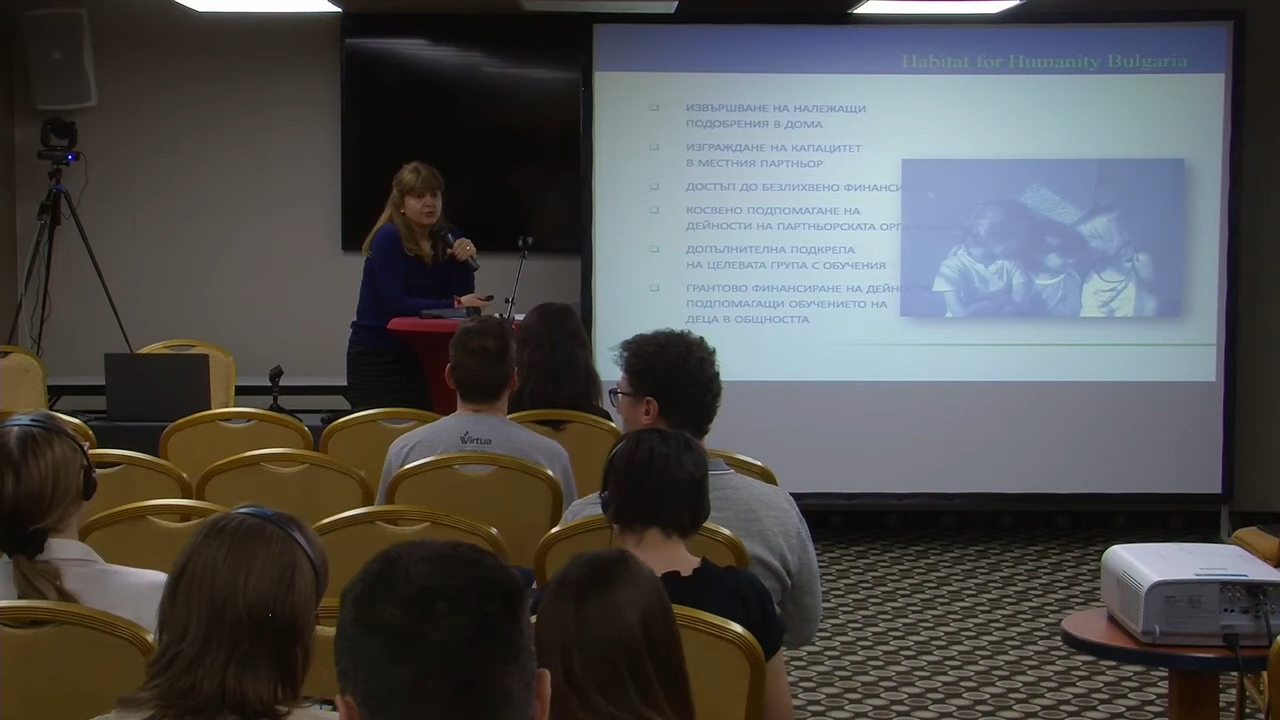 Habitat for Humanity Bulgaria
ИЗВЪРШВАНЕ НА НАЛЕЖАЩИ
ПОДОБРЕНИЯ В ДОМА
ИЗГРАЖДАНЕ НА КАПАЦИТЕТ
В МЕСТНИЯ ПАРТНЬОР
ДОСТЪП ДО БЕЗЛИХВЕНО
КОСВЕНО ПОДПОМАГАНЕ НА
ДЕЙНОСТИ НА ПАРТНЬОРСКАТА
ДОПЪЛНИТЕЛНА ПОДКРЕПА
НА ЦЕЛЕВАТА ГРУПА С ОБУЧЕНИЯ
ГРАНТОВО ФИНАНСИРАНЕ НА
ПОДПОМАГАЩИ ОБУЧЕНИЕТО НА
ДЕЦА В ОБЩНОСТТА
Virtua